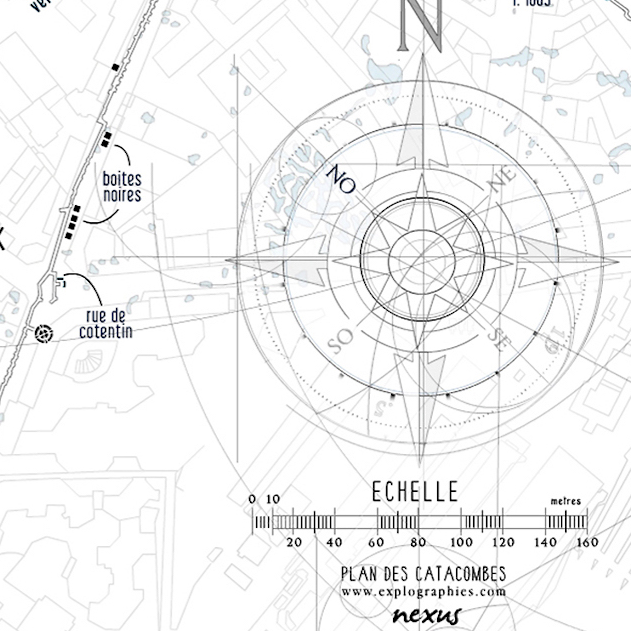 N
NO
NE
boites
noires
rue de
cotentin
SO
SE
ECHELLE
0 10 metres
20 40 60 80 100 120 140 160
PLAN DES CATACOMBES
www.explographies.com
nexus